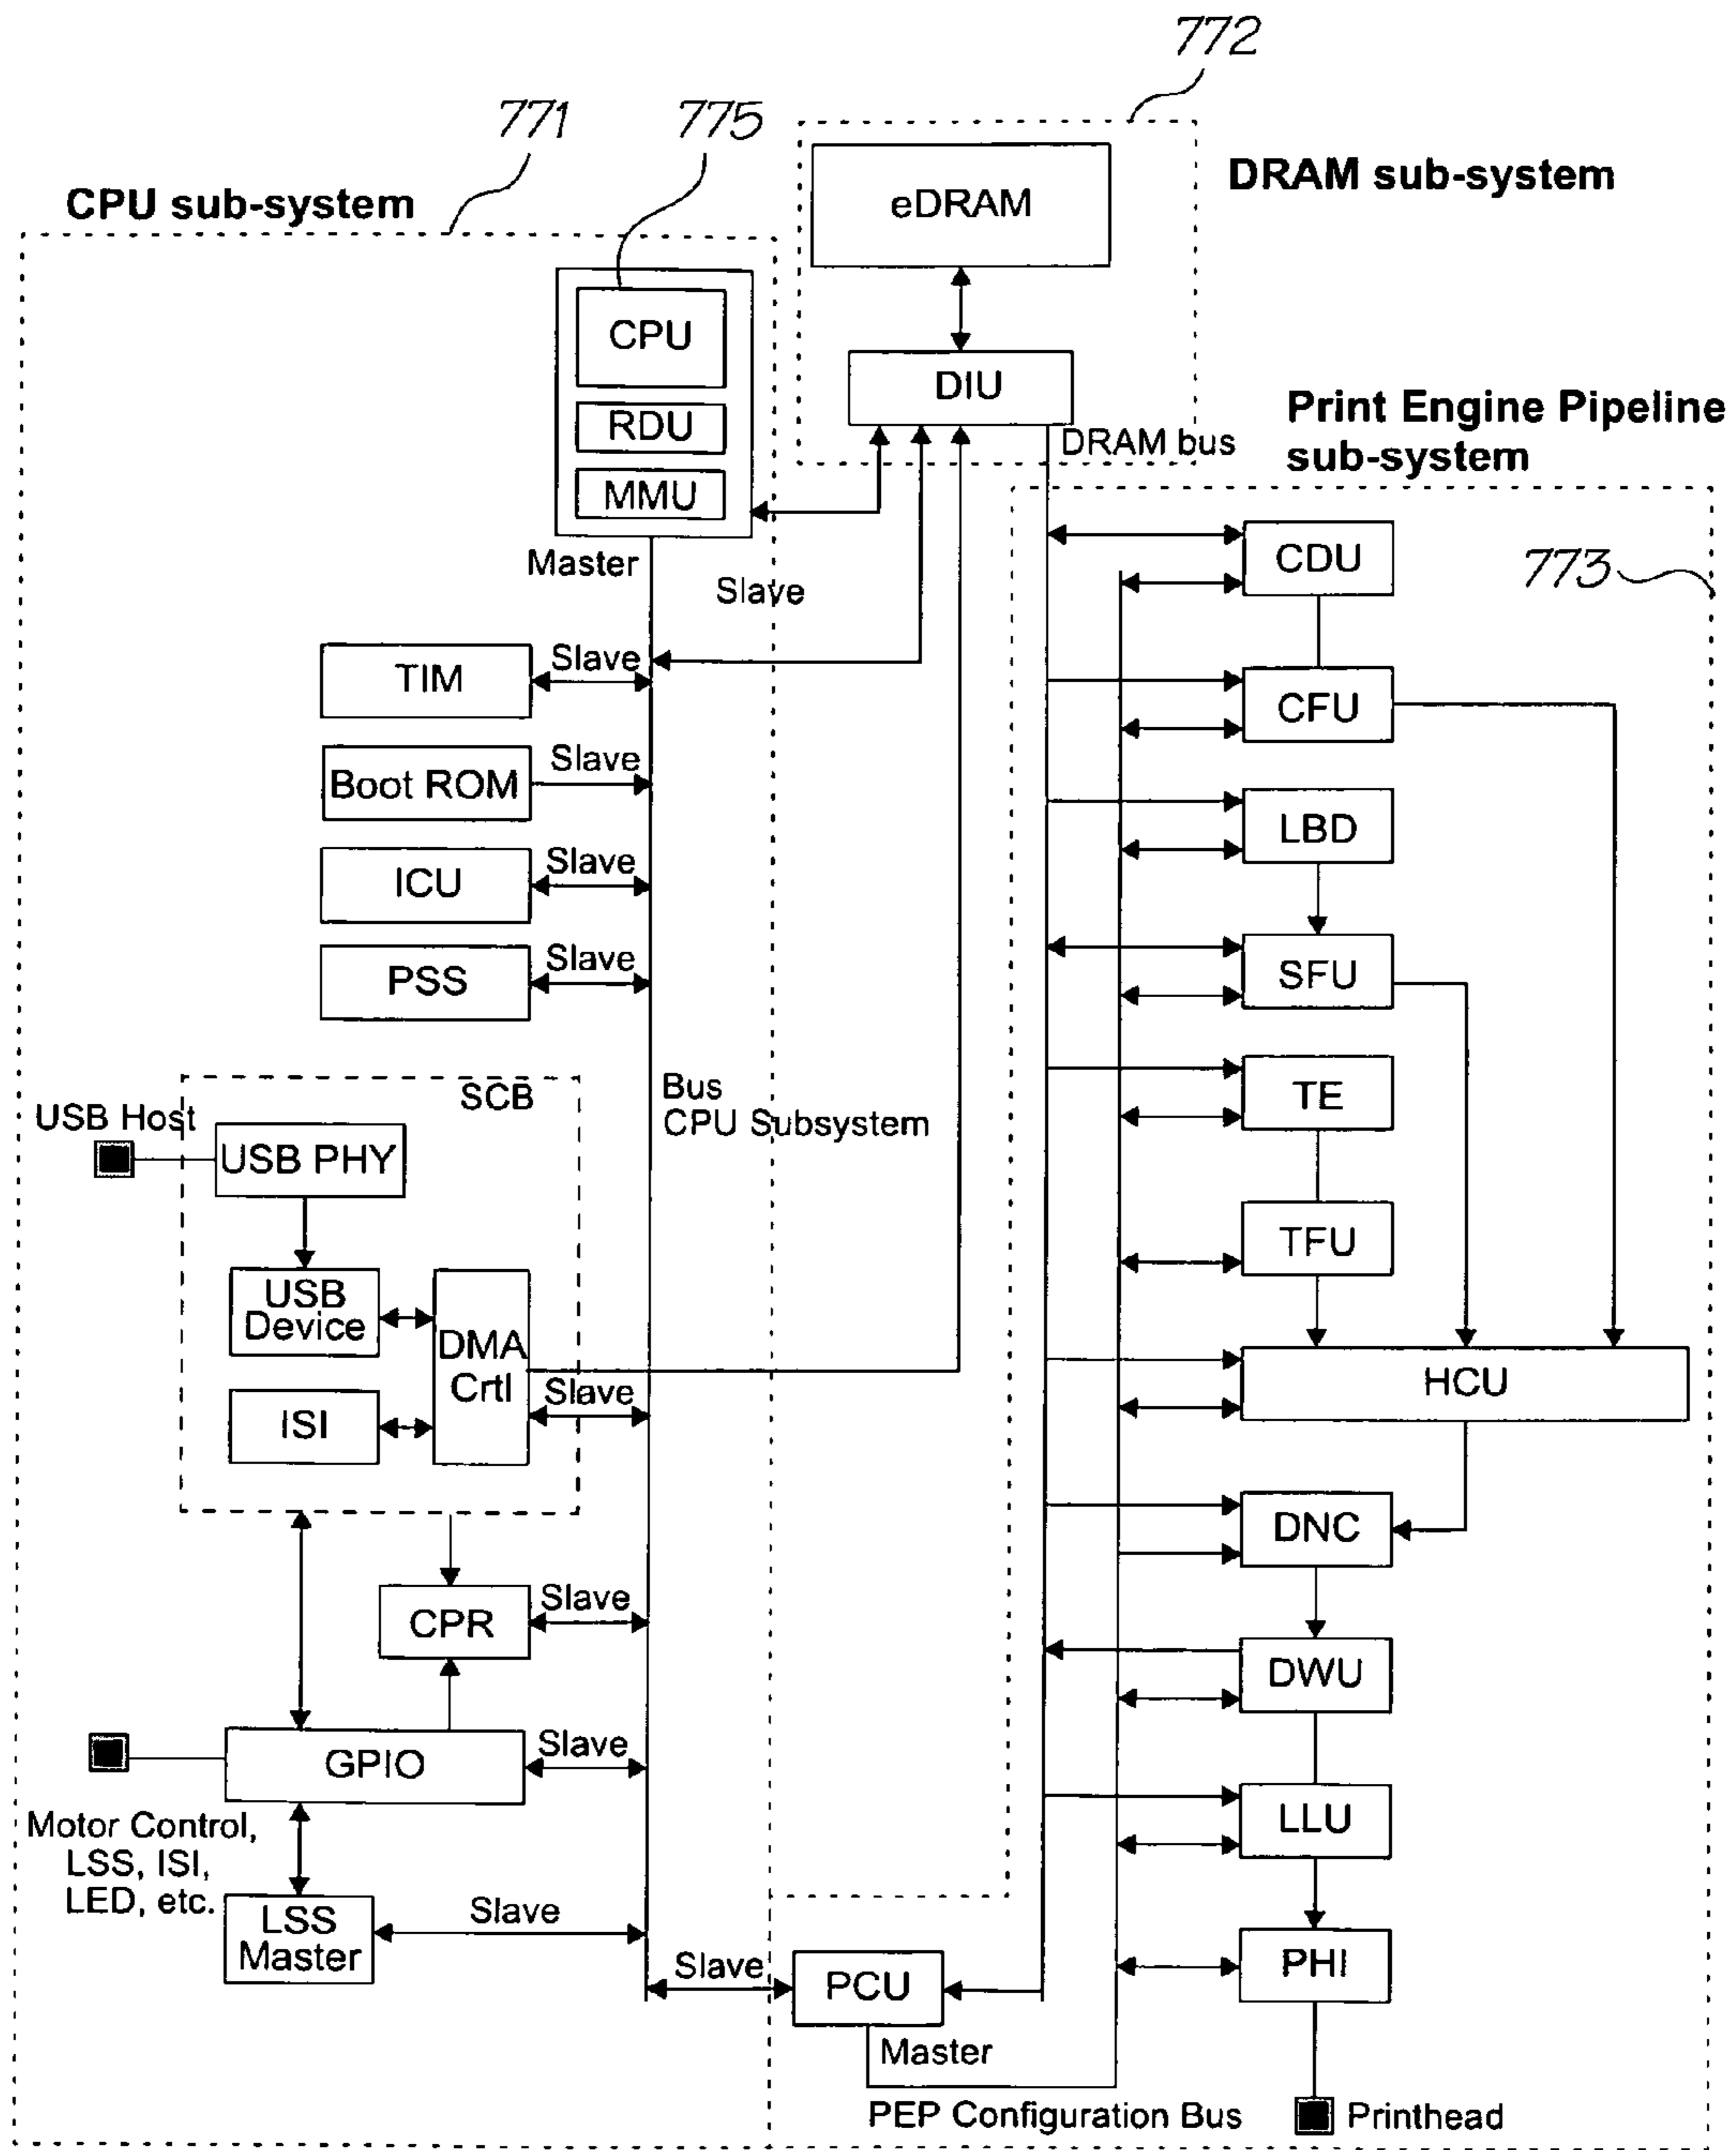 772
771
775
CPU sub-system
DRAM sub-system
eDRAM
CPU
DIU
RDU
Print Engine Pipeline
sub-system
DRAM bus
MMU
Master
Slave
CDU
773
TIM
Slave
CFU
Boot ROM
Slave
LBD
ICU
Slave
PSS
Slave
SFU
SCB
Bus
CPU Subsystem
TE
USB Host
USB PHY
TFU
USB
Device
DMA
Crtl
Slave
HCU
ISI
DNC
CPR
Slave
DWU
GPIO
Slave
Motor Control,
LSS, ISI,
LED, etc.
LLU
LSS
Master
Slave
Slave
PCU
PHI
Master
PEP Configuration Bus
Printhead